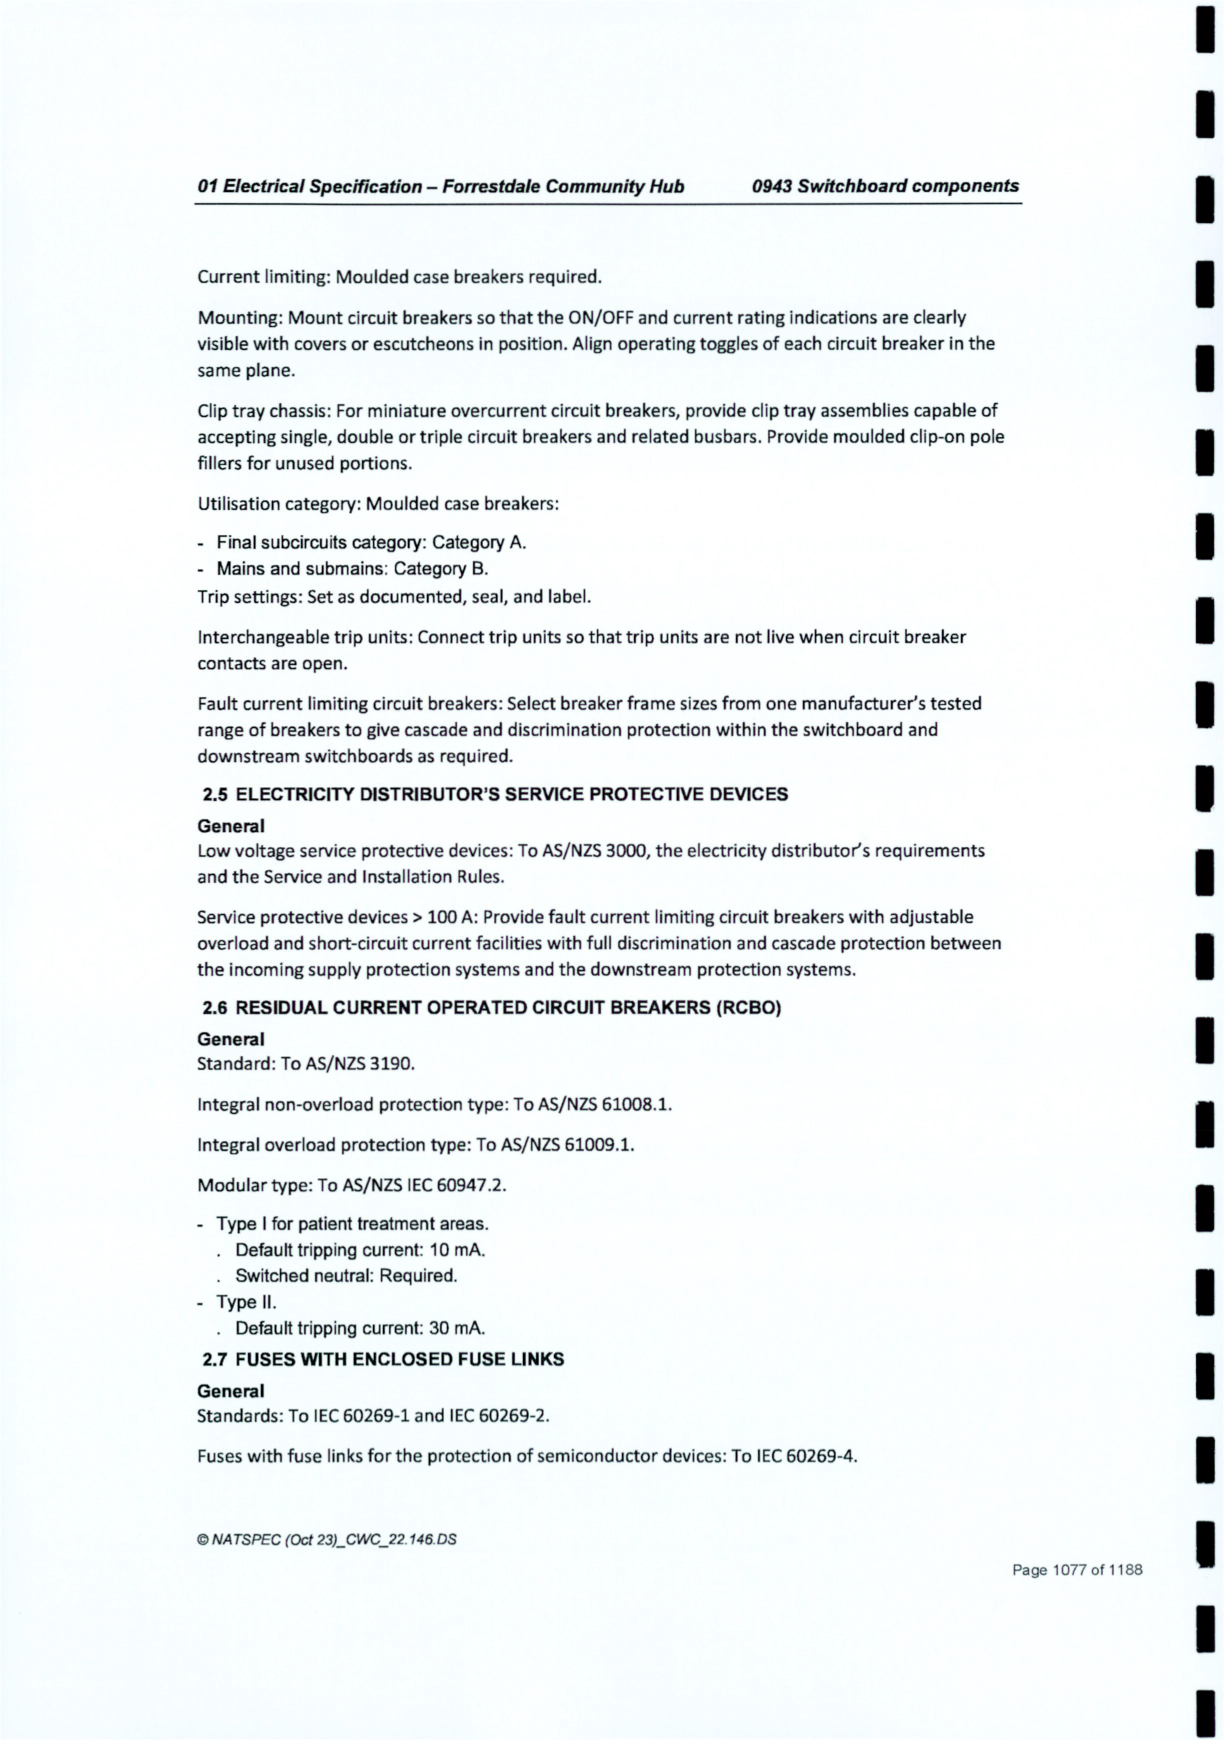 01 Electrical Specification – Forrestdale Community Hub 0943 Switchboard components
Current limiting: Moulded case breakers required.
Mounting: Mount circuit breakers so that the ON/OFF and current rating indications are clearly
visible with covers or escutcheons in position. Align operating toggles of each circuit breaker in the
same plane.
Clip tray chassis: For miniature overcurrent circuit breakers, provide clip tray assemblies capable of
accepting single, double or triple circuit breakers and related busbars. Provide moulded clip-on pole
fillers for unused portions.
Utilisation category: Moulded case breakers:
- Final subcircuits category: Category A.
- Mains and submains: Category B.
Trip settings: Set as documented, seal, and label.
Interchangeable trip units: Connect trip units so that trip units are not live when circuit breaker
contacts are open.
Fault current limiting circuit breakers: Select breaker frame sizes from one manufacturer's tested
range of breakers to give cascade and discrimination protection within the switchboard and
downstream switchboards as required.
2.5 ELECTRICITY DISTRIBUTOR'S SERVICE PROTECTIVE DEVICES
General
Low voltage service protective devices: To AS/NZS 3000, the electricity distributor's requirements
and the Service and Installation Rules.
Service protective devices > 100 A: Provide fault current limiting circuit breakers with adjustable
overload and short-circuit current facilities with full discrimination and cascade protection between
the incoming supply protection systems and the downstream protection systems.
2.6 RESIDUAL CURRENT OPERATED CIRCUIT BREAKERS (RCBO)
General
Standard: To AS/NZS 3190.
Integral non-overload protection type: To AS/NZS 61008.1.
Integral overload protection type: To AS/NZS 61009.1.
Modular type: To AS/NZS IEC 60947.2.
- Type I for patient treatment areas.
. Default tripping current: 10 mA.
. Switched neutral: Required.
- Type II.
. Default tripping current: 30 mA.
2.7 FUSES WITH ENCLOSED FUSE LINKS
General
Standards: To IEC 60269-1 and IEC 60269-2.
Fuses with fuse links for the protection of semiconductor devices: To IEC 60269-4.
© NATSPEC (Oct 23)_CWC_22.146.DS
Page 1077 of 1188